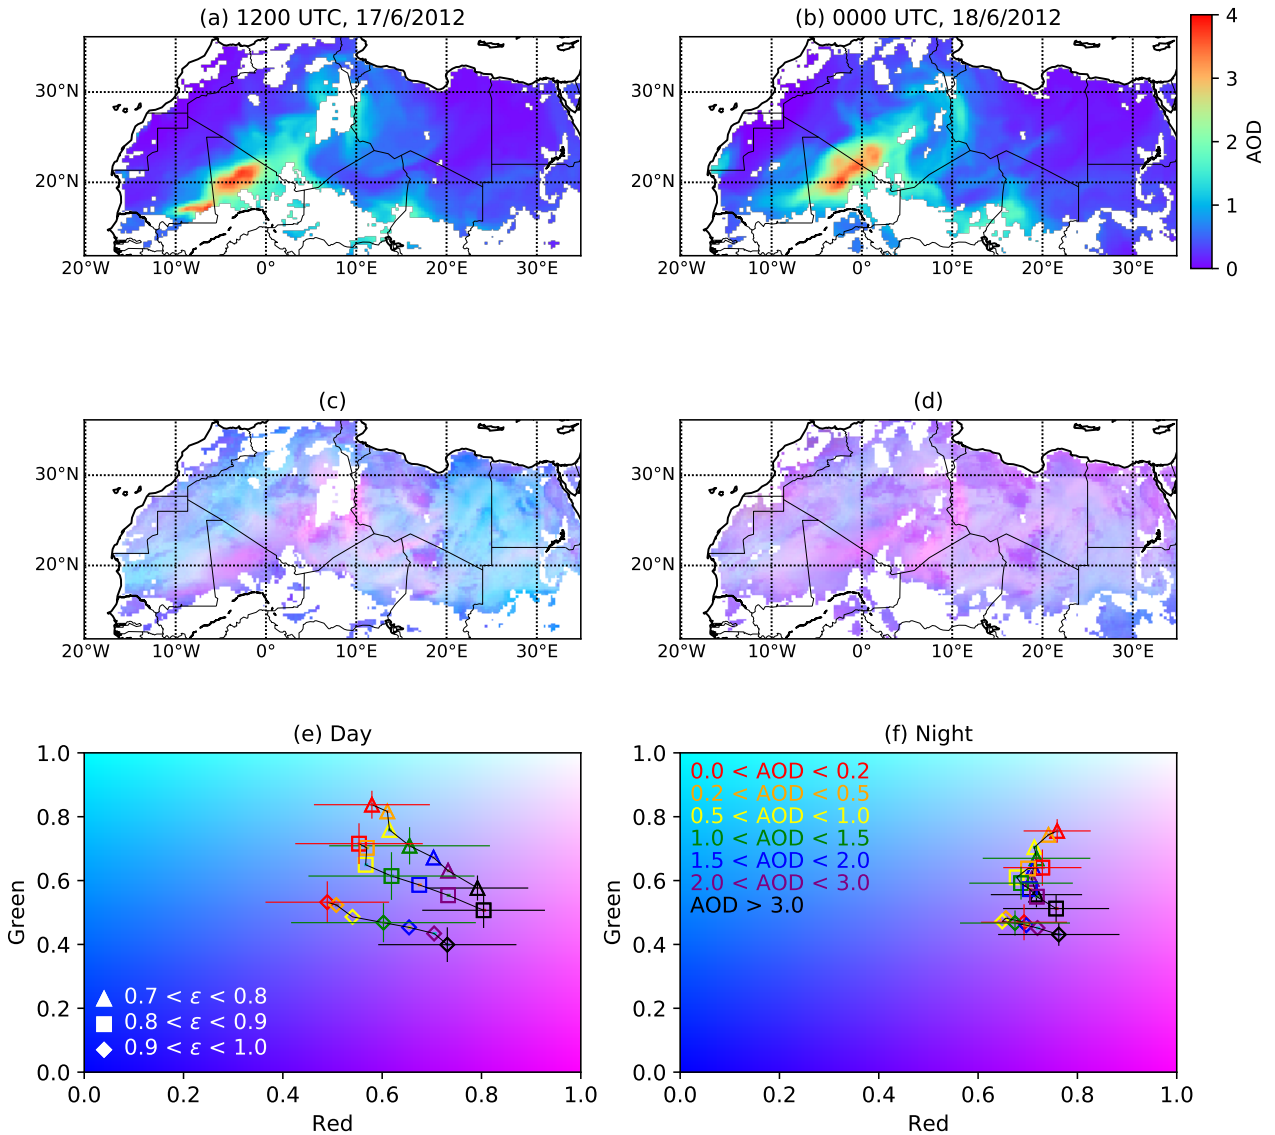 (a) 1200 UTC, 17/6/2012
(b) 0000 UTC, 18/6/2012
30°N
20°N
20°W 10°W 0° 10°E 20°E 30°E
30°N
20°N
20°W 10°W 0° 10°E 20°E 30°E
4
3
2
1
0
AOD
(c)
(d)
30°N
20°N
20°W 10°W 0° 10°E 20°E 30°E
30°N
20°N
20°W 10°W 0° 10°E 20°E 30°E
(e) Day
1.0
0.8
0.6
0.4
0.2
0.0
Green
0.7 < ε < 0.8
0.8 < ε < 0.9
0.9 < ε < 1.0
0.0 0.2 0.4 0.6 0.8 1.0
Red
(f) Night
1.0
0.8
0.6
0.4
0.2
0.0
Green
0.0 < AOD < 0.2
0.2 < AOD < 0.5
0.5 < AOD < 1.0
1.0 < AOD < 1.5
1.5 < AOD < 2.0
2.0 < AOD < 3.0
AOD > 3.0
0.0 0.2 0.4 0.6 0.8 1.0
Red